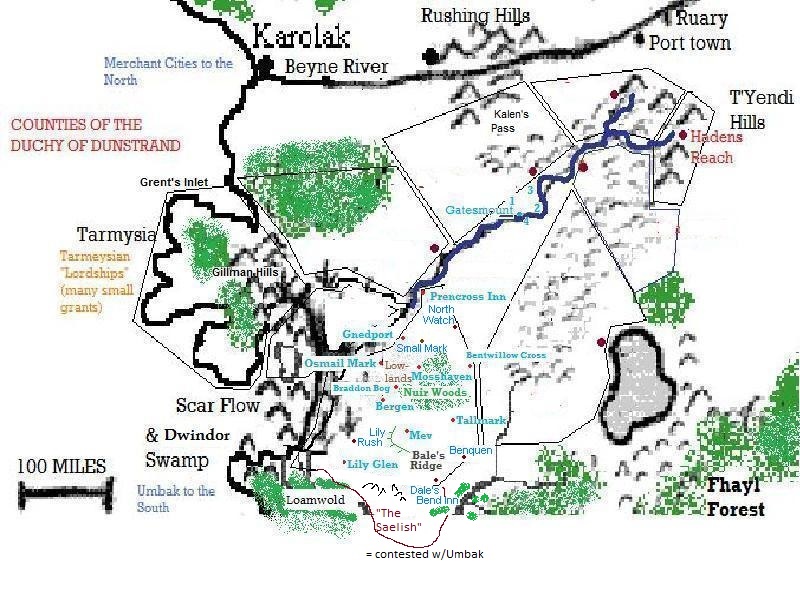 Rushing Hills
Ruary
Port town
Karolak
Beyne River
Merchant Cities to the
North
T'Yendi
Hills
COUNTIES OF THE
DUCHY OF DUNSTRAND
Kalen's
Pass
Hadens
Reach
Grent's Inlet
3
1
Gatesmount
2
4
Tarmysia
Tarmeysian
"Lordships"
(many small
grants)
Gillman Hills
Prencross Inn
North
Watch
Gnedport
Small Mark
Bentwillow Cross
Osmail Mark
Low-
lands
Mosshaven
Braddon Bog
Nuir Woods
Bergen
Scar Flow
& Dwindor
Swamp
Tallmark
Lily
Rush
Mev
Benquen
Bale's
Ridge
Lily Glen
100 MILES
Umbak to the
South
Loamwold
Dale's
Bend Inn
"The
Saelish"
Fhayl
Forest
= contested w/Umbak